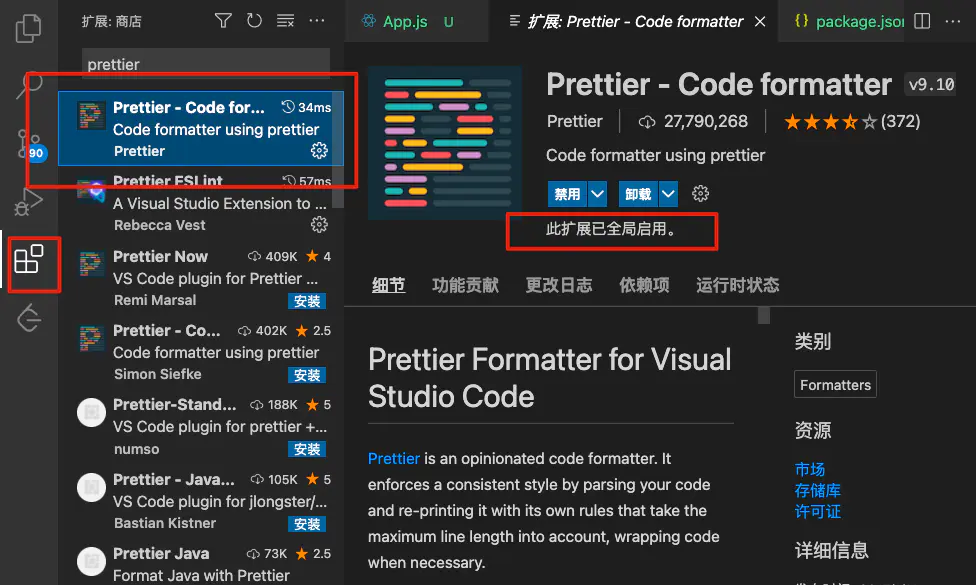 扩展: 商店
prettier
Prettier - Code for... 34ms
Code formatter using prettier
Prettier
90
Prettier ESLint 57ms
A Visual Studio Extension to ...
Rebecca Vest
Prettier Now 409K ★ 4
VS Code plugin for Prettier ...
Remi Marsal 安装
Prettier - Co... 402K ★ 2.5
Code formatter using prettier
Simon Siefke 安装
Prettier-Stand... 188K ★ 5
VS Code plugin for prettier +...
numso 安装
Prettier - Java... 105K ★ 5
VS Code plugin for jlongster/...
Bastian Kistner 安装
Prettier Java 73K ★ 2.5
Format Java with Prettier
App.js U
扩展: Prettier - Code formatter
{} package.json
Prettier - Code formatter v9.10
Prettier 27,790,268 (372)
Code formatter using prettier
禁用 卸载
此扩展已全局启用。
细节 功能贡献 更改日志 依赖项 运行时状态
Prettier Formatter for Visual
Studio Code
Prettier is an opinionated code formatter. It
enforces a consistent style by parsing your code
and re-printing it with its own rules that take the
maximum line length into account, wrapping code
when necessary.
类别
Formatters
资源
市场
存储库
许可证
详细信息